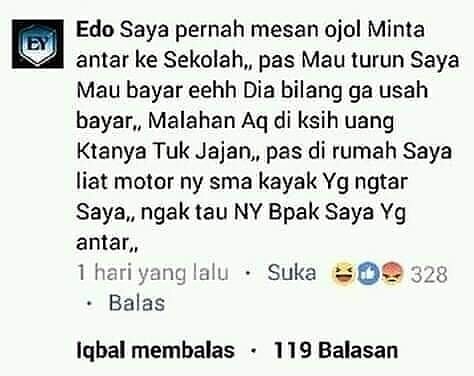 EY
Edo Saya pernah mesan ojol Minta
antar ke Sekolah,, pas Mau turun Saya
Mau bayar eehh Dia bilang ga usah
bayar,, Malahan Aq di ksih uang
Ktanya Tuk Jajan,, pas di rumah Saya
liat motor ny sma kayak Yg ngtar
Saya,, ngak tau NY Bpak Saya Yg
antar,,
1 hari yang lalu · Suka 328
· Balas
Iqbal membalas · 119 Balasan